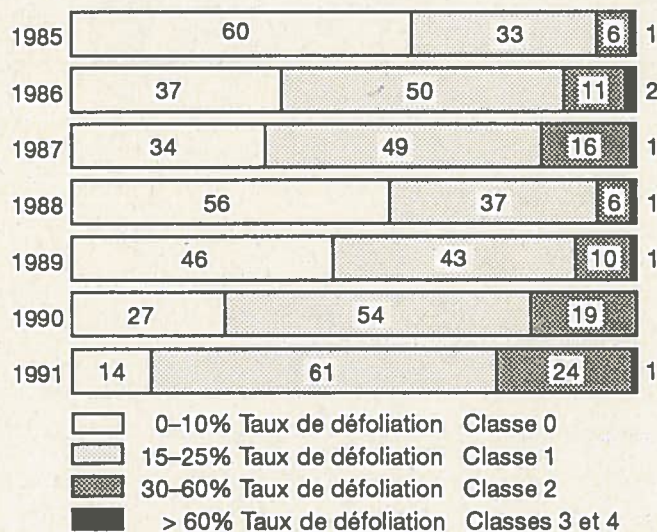 1985 60 33 6 1
1986 37 50 11 2
1987 34 49 16 1
1988 56 37 6 1
1989 46 43 10 1
1990 27 54 19
1991 14 61 24 1
0–10% Taux de défoliation Classe 0
15–25% Taux de défoliation Classe 1
30–60% Taux de défoliation Classe 2
> 60% Taux de défoliation Classes 3 et 4